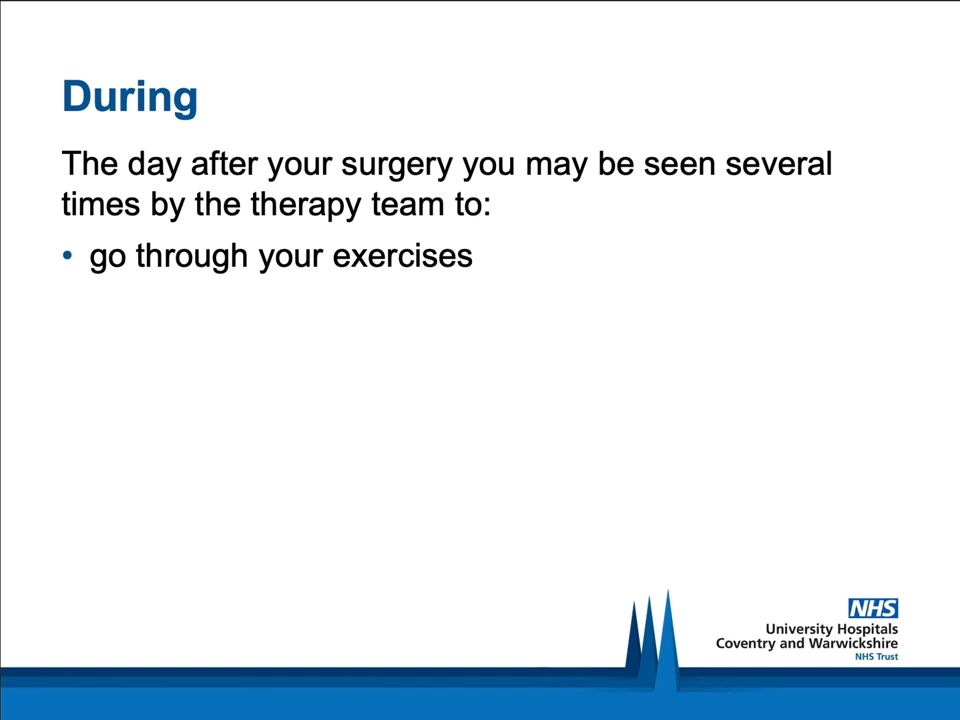 During
The day after your surgery you may be seen several
times by the therapy team to:
• go through your exercises
NHS
University Hospitals
Coventry and Warwickshire
NHS Trust